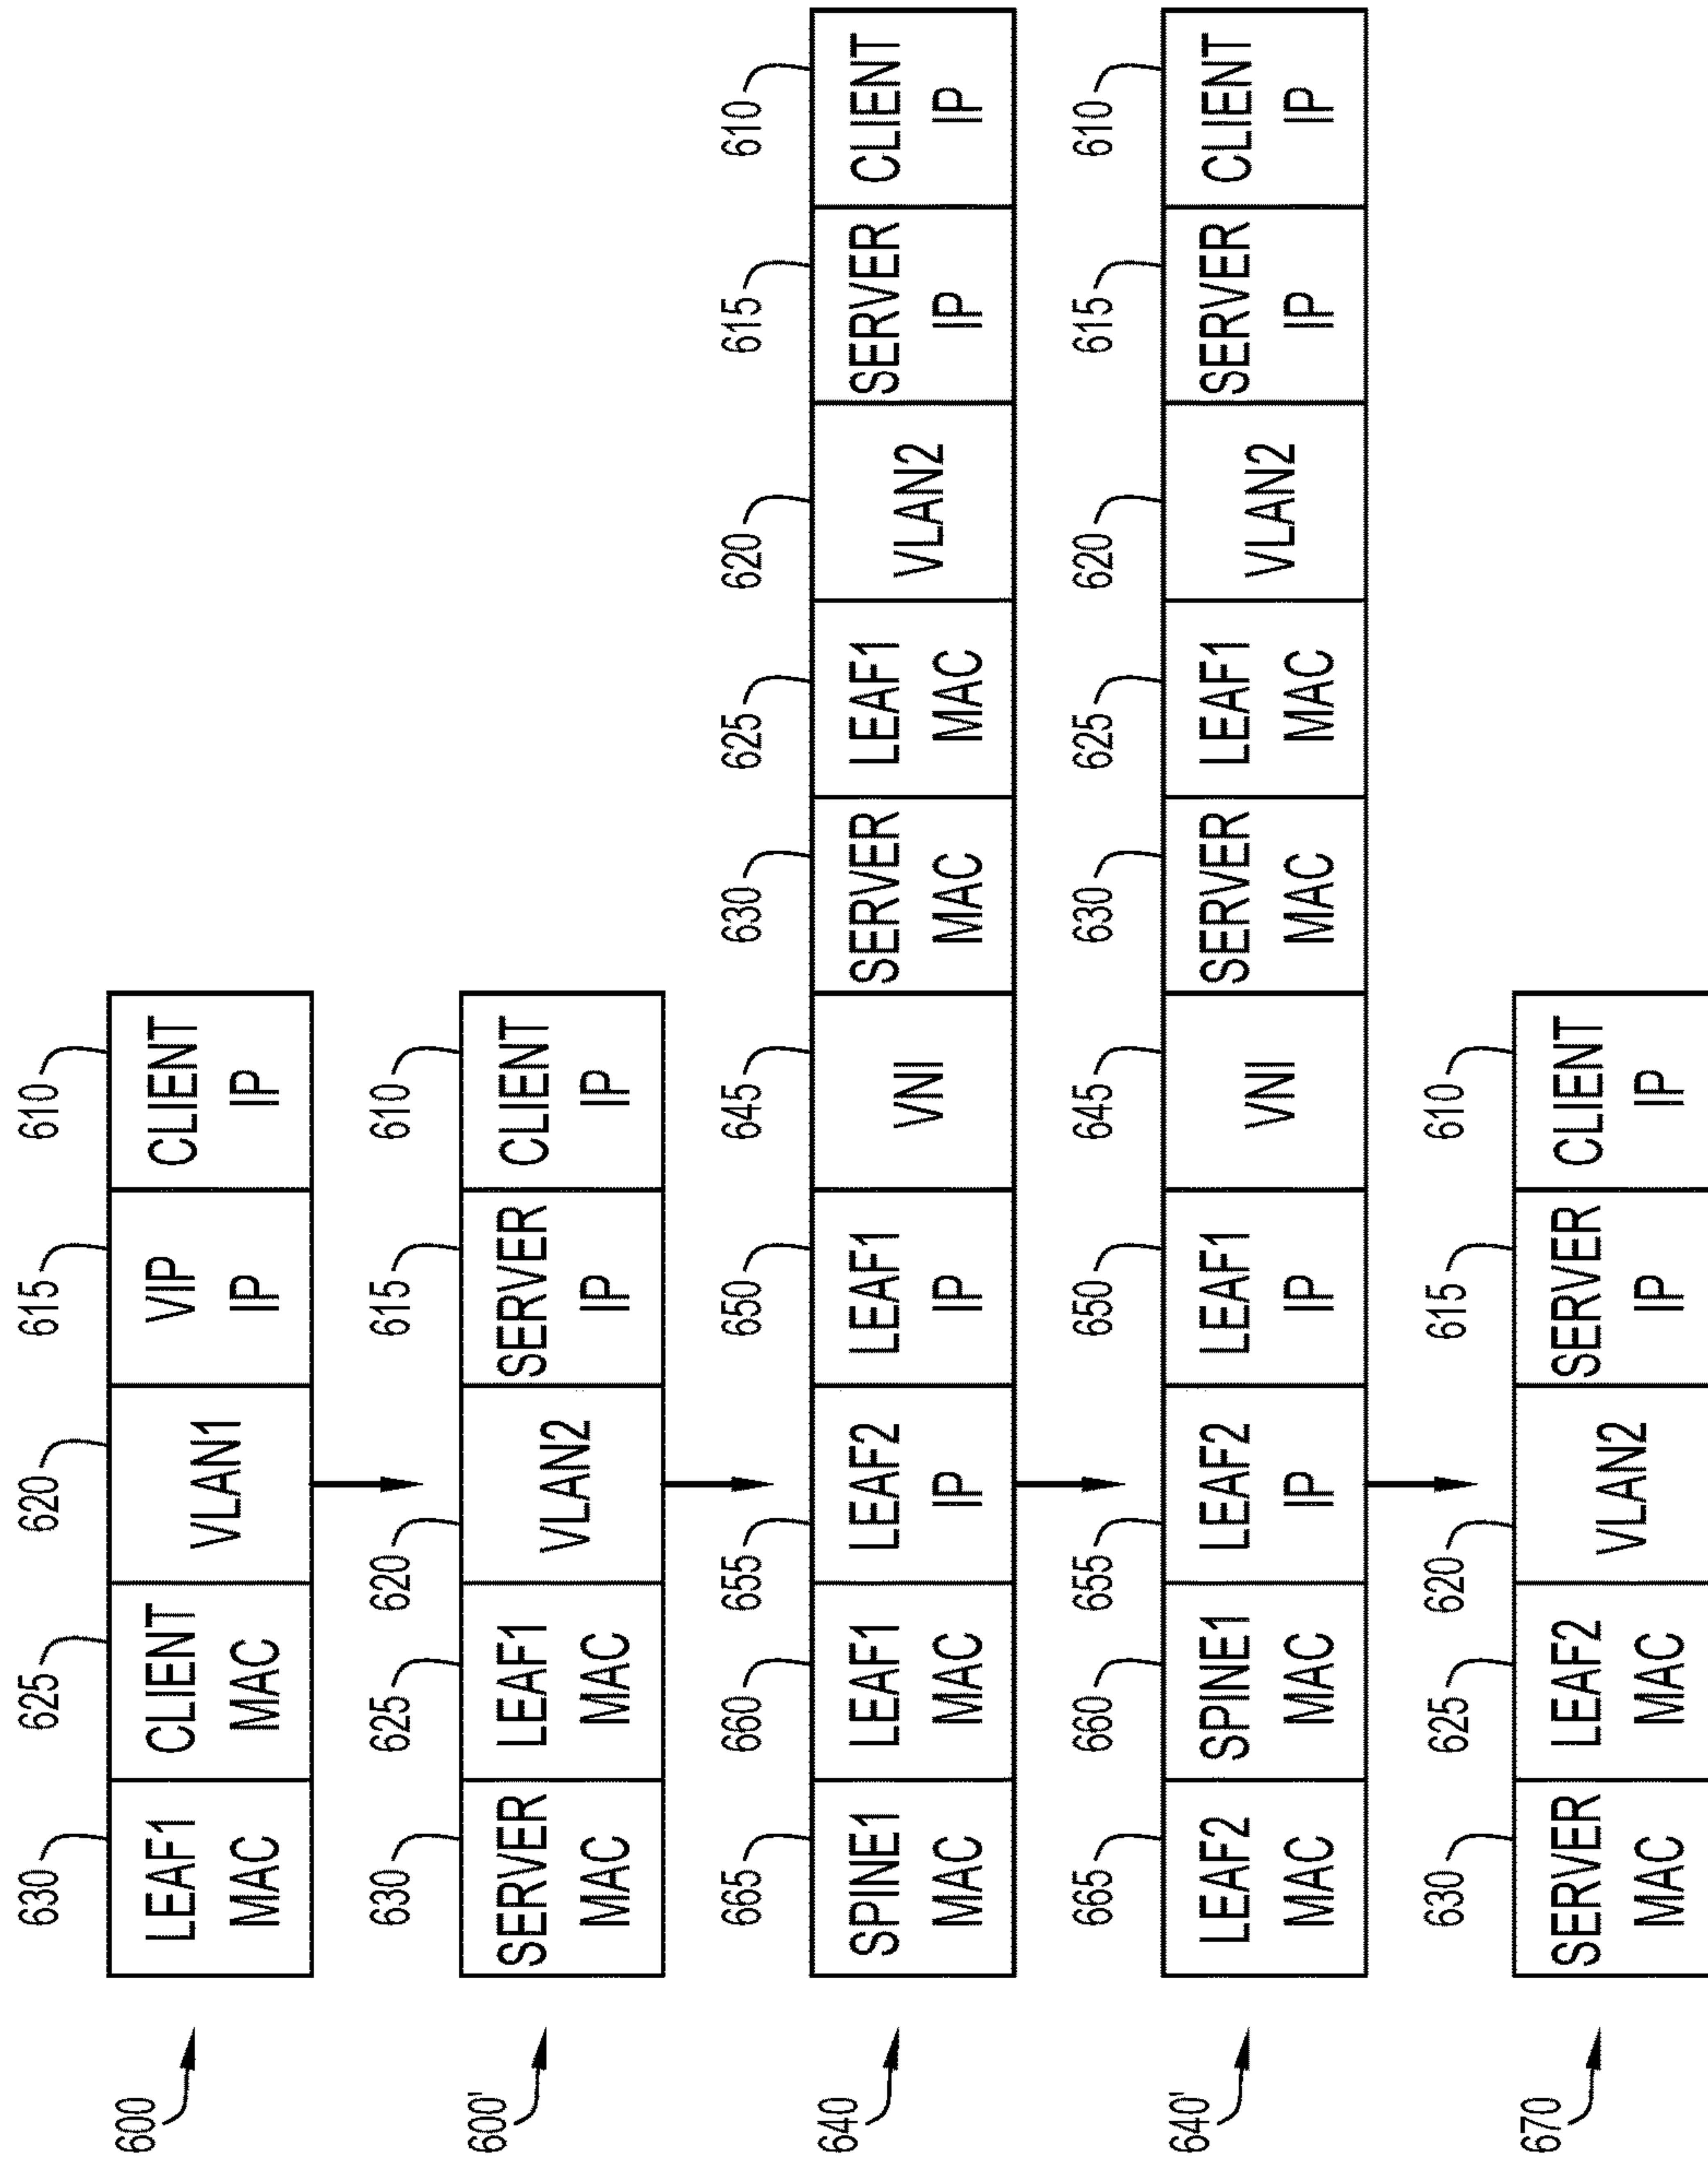 600
630
LEAF1
MAC
625
CLIENT
MAC
620
VLAN1
615
VIP
IP
610
CLIENT
IP
600'
630
SERVER
MAC
625
LEAF1
MAC
620
VLAN2
615
SERVER
IP
610
CLIENT
IP
640
665
SPINE1
MAC
660
LEAF1
MAC
655
LEAF2
IP
650
LEAF1
IP
645
VNI
630
SERVER
MAC
625
LEAF1
MAC
620
VLAN2
615
SERVER
IP
610
CLIENT
IP
640'
665
LEAF2
MAC
660
SPINE1
MAC
655
LEAF2
IP
650
LEAF1
IP
645
VNI
630
SERVER
MAC
625
LEAF1
MAC
620
VLAN2
615
SERVER
IP
610
CLIENT
IP
670
630
SERVER
MAC
625
LEAF2
MAC
620
VLAN2
615
SERVER
IP
610
CLIENT
IP